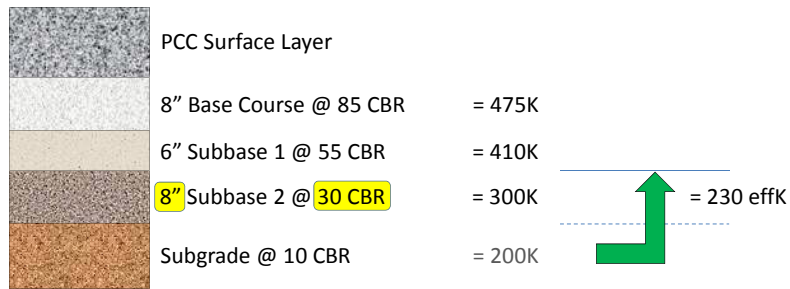 PCC Surface Layer
8” Base Course @ 85 CBR = 475K
6” Subbase 1 @ 55 CBR = 410K
8” Subbase 2 @ 30 CBR = 300K = 230 effK
Subgrade @ 10 CBR = 200K